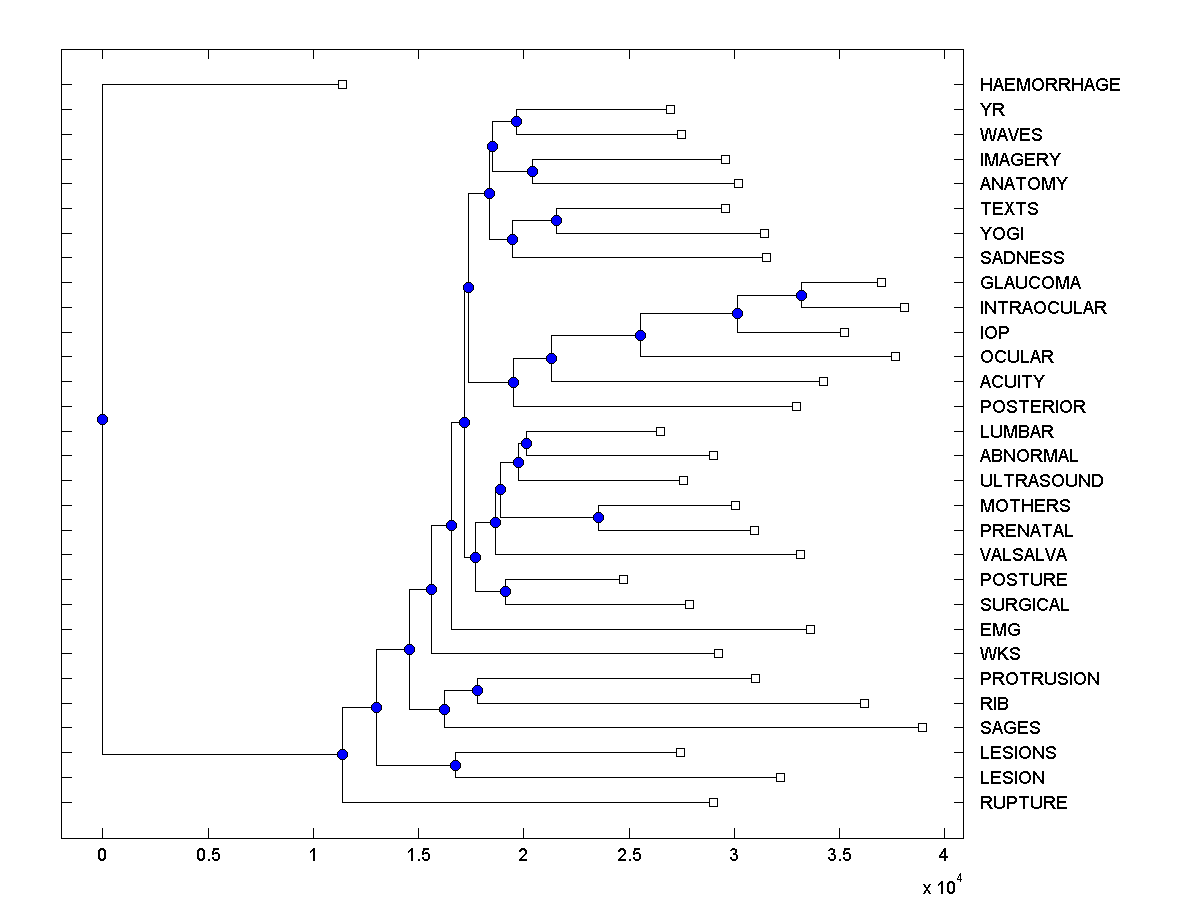 HAEMORRHAGE
YR
WAVES
IMAGERY
ANATOMY
TEXTS
YOGI
SADNESS
GLAUCOMA
INTRAOCULAR
IOP
OCULAR
ACUITY
POSTERIOR
LUMBAR
ABNORMAL
ULTRASOUND
MOTHERS
PRENATAL
VALSALVA
POSTURE
SURGICAL
EMG
WKS
PROTRUSION
RIB
SAGES
LESIONS
LESION
RUPTURE
0 0.5 1 1.5 2 2.5 3 3.5 4
x 10^4